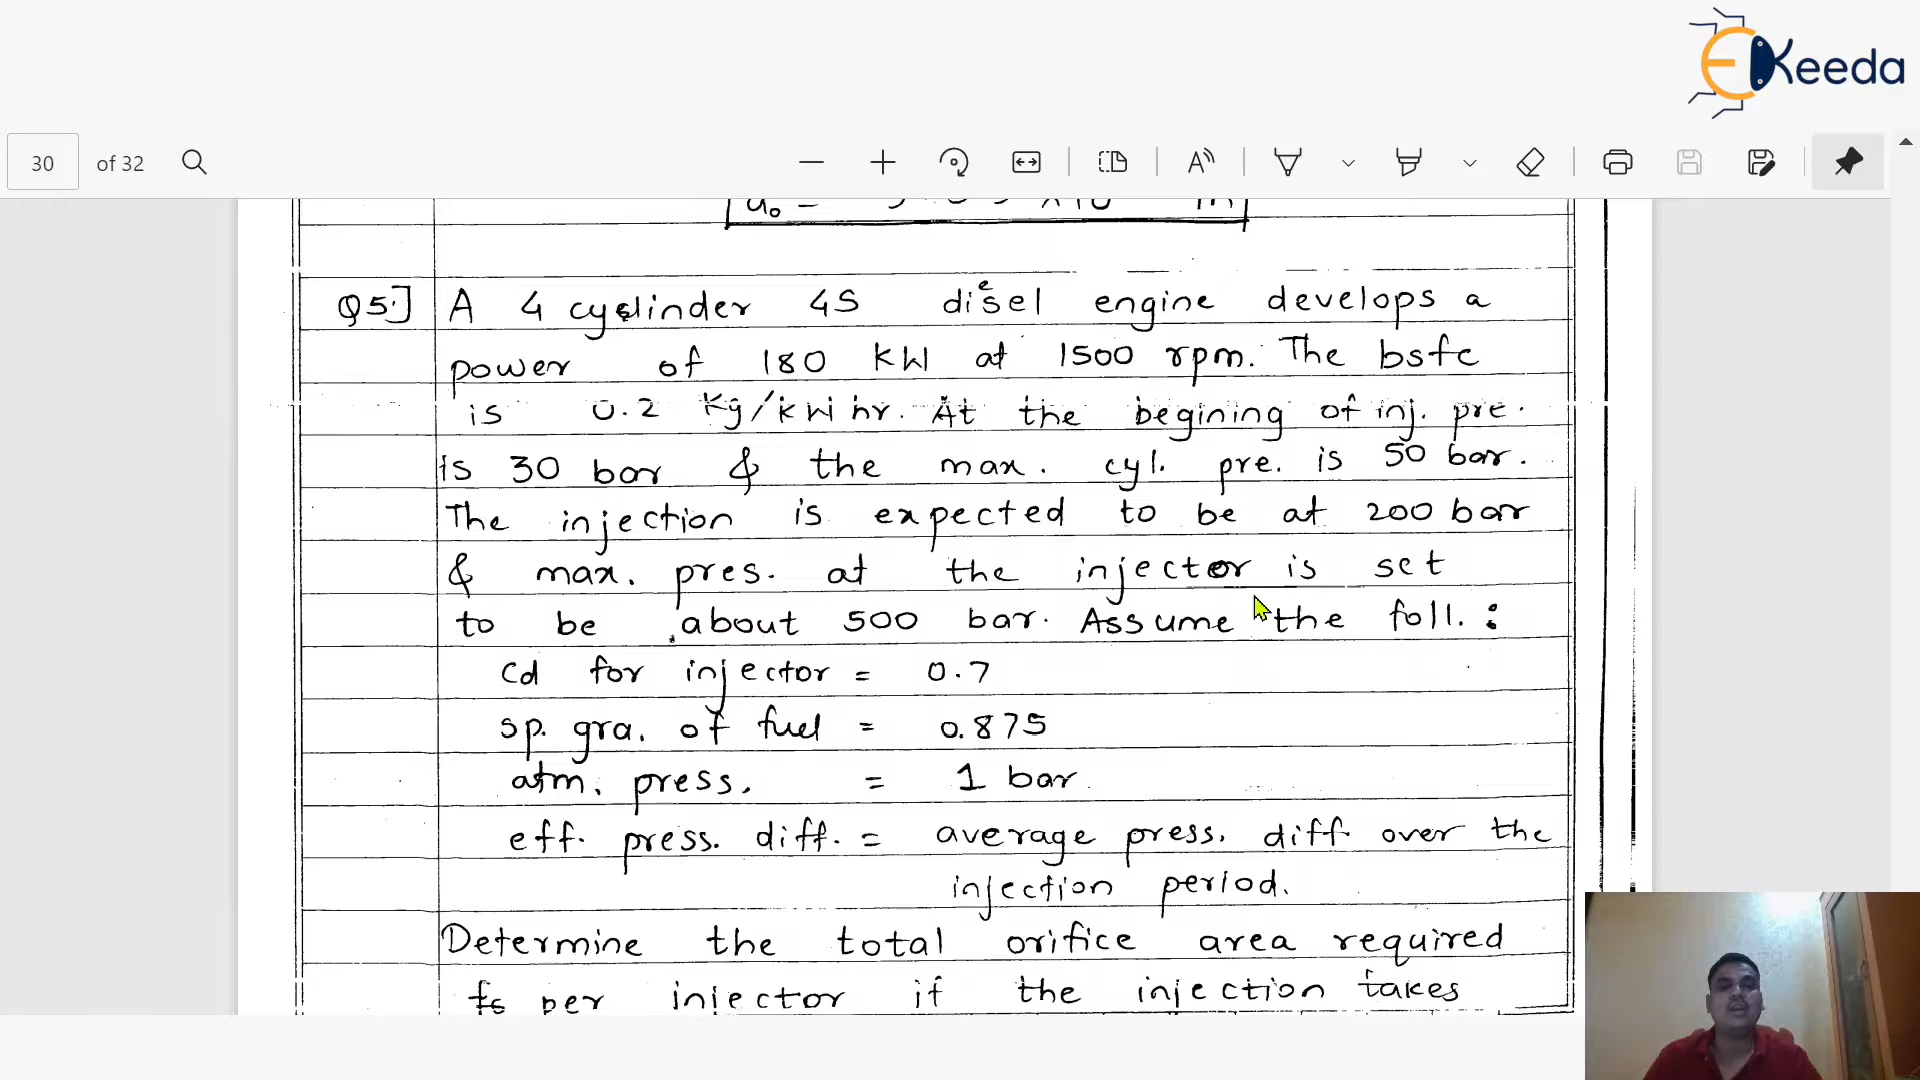 EKeeda
30 of 32
Q5.] A 4 cyclinder 4S diesel engine develops a
power of 180 KW at 1500 rpm. The bsfc
is 0.2 Kg/KW hr. At the begining of inj. pre.
is 30 bar & the max. cyl. pre. is 50 bar.
The injection is expected to be at 200 bar
& max. pres. at the injector is set
to be about 500 bar. Assume the foll. :
Cd for injector = 0.7
sp. gra. of fuel = 0.875
atm. press. = 1 bar.
eff. press. diff. = average press. diff. over the
injection period.
Determine the total orifice area required
per injector if the injection takes